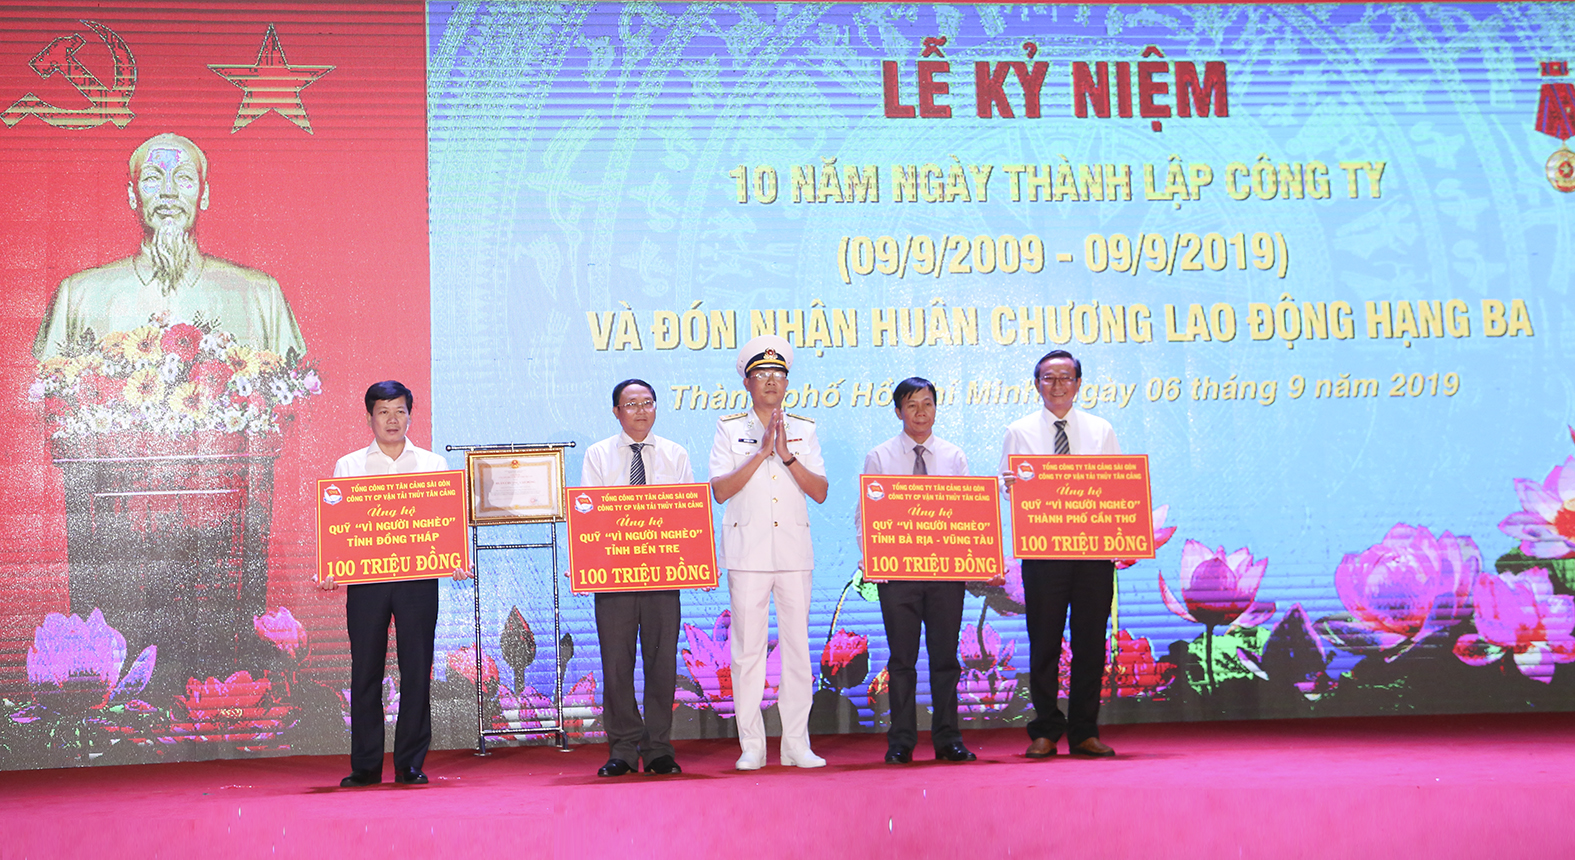 LỄ KỶ NIỆM
10 NĂM NGÀY THÀNH LẬP CÔNG TY
(09/9/2009 - 09/9/2019)
VÀ ĐÓN NHẬN HUÂN CHƯƠNG LAO ĐỘNG HẠNG BA
Thành phố Hồ Chí Minh, ngày 06 tháng 9 năm 2019
TỔNG CÔNG TY TÂN CẢNG SÀI GÒN
CÔNG TY CP VẬN TẢI THỦY TÂN CẢNG
Ủng hộ
QUỸ "VÌ NGƯỜI NGHÈO"
TỈNH ĐỒNG THÁP
100 TRIỆU ĐỒNG
TỔNG CÔNG TY TÂN CẢNG SÀI GÒN
CÔNG TY CP VẬN TẢI THỦY TÂN CẢNG
Ủng hộ
QUỸ "VÌ NGƯỜI NGHÈO"
TỈNH BẾN TRE
100 TRIỆU ĐỒNG
TỔNG CÔNG TY TÂN CẢNG SÀI GÒN
CÔNG TY CP VẬN TẢI THỦY TÂN CẢNG
Ủng hộ
QUỸ "VÌ NGƯỜI NGHÈO"
TỈNH BÀ RỊA - VŨNG TÀU
100 TRIỆU ĐỒNG
TỔNG CÔNG TY TÂN CẢNG SÀI GÒN
CÔNG TY CP VẬN TẢI THỦY TÂN CẢNG
Ủng hộ
QUỸ "VÌ NGƯỜI NGHÈO"
THÀNH PHỐ CẦN THƠ
100 TRIỆU ĐỒNG